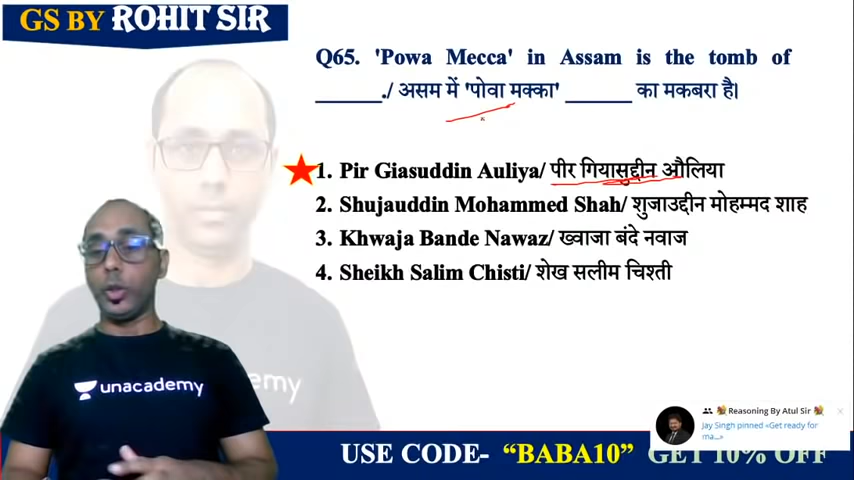 GS BY ROHIT SIR
Q65. 'Powa Mecca' in Assam is the tomb of
______./ असम में 'पोवा मक्का' ______ का मकबरा है।
1. Pir Giasuddin Auliya/ पीर गियासुद्दीन औलिया
2. Shujauddin Mohammed Shah/ शुजाउद्दीन मोहम्मद शाह
3. Khwaja Bande Nawaz/ ख्वाजा बंदे नवाज
4. Sheikh Salim Chisti/ शेख सलीम चिश्ती
unacademy
emy
Reasoning By Atul Sir
Jay Singh pinned «Get ready for
ma...»
USE CODE- “BABA10” GET 10% OFF